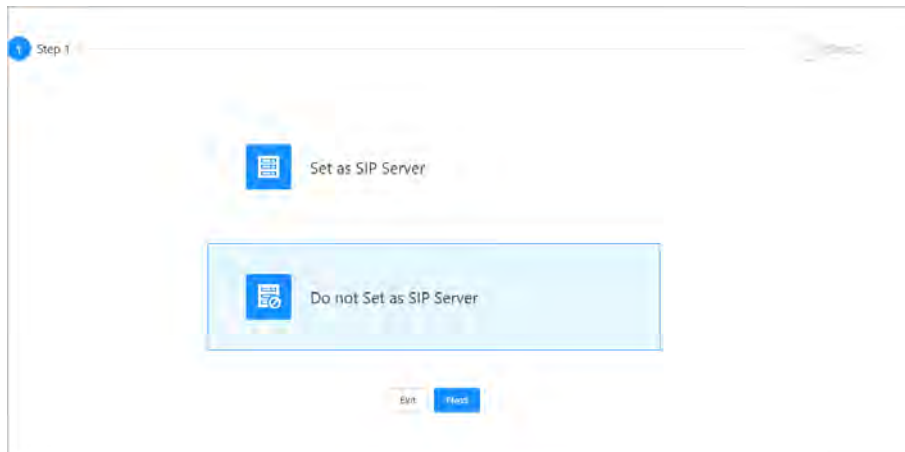 1 Step 1
Set as SIP Server
Do not Set as SIP Server
Exit Next